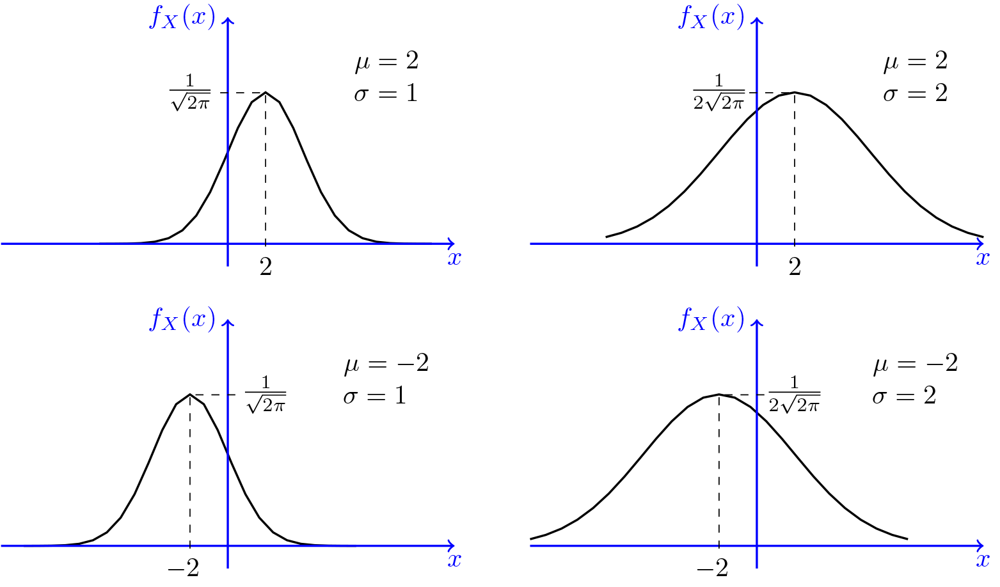 f_X(x)
μ = 2
σ = 1
1/√2π
2
x
f_X(x)
μ = 2
σ = 2
1/2√2π
2
x
f_X(x)
μ = −2
σ = 1
1/√2π
−2
x
f_X(x)
μ = −2
σ = 2
1/2√2π
−2
x